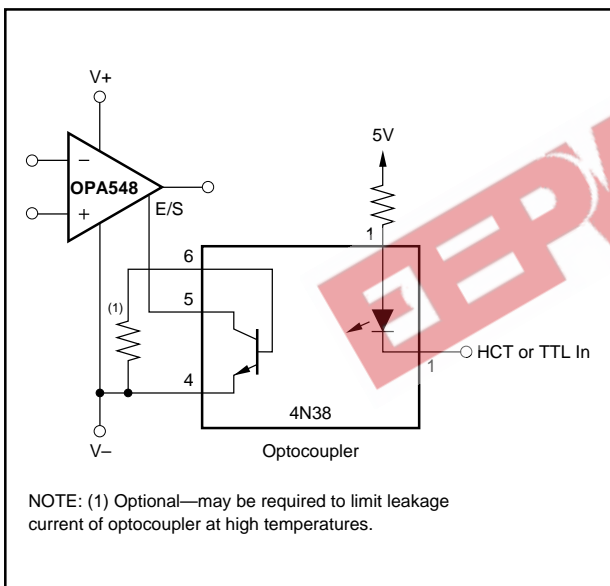 V+
5V
–
OPA548
+
E/S
1
6
(1)
5
HCT or TTL In
1
4
4N38
V–
Optocoupler
NOTE: (1) Optional—may be required to limit leakage
current of optocoupler at high temperatures.